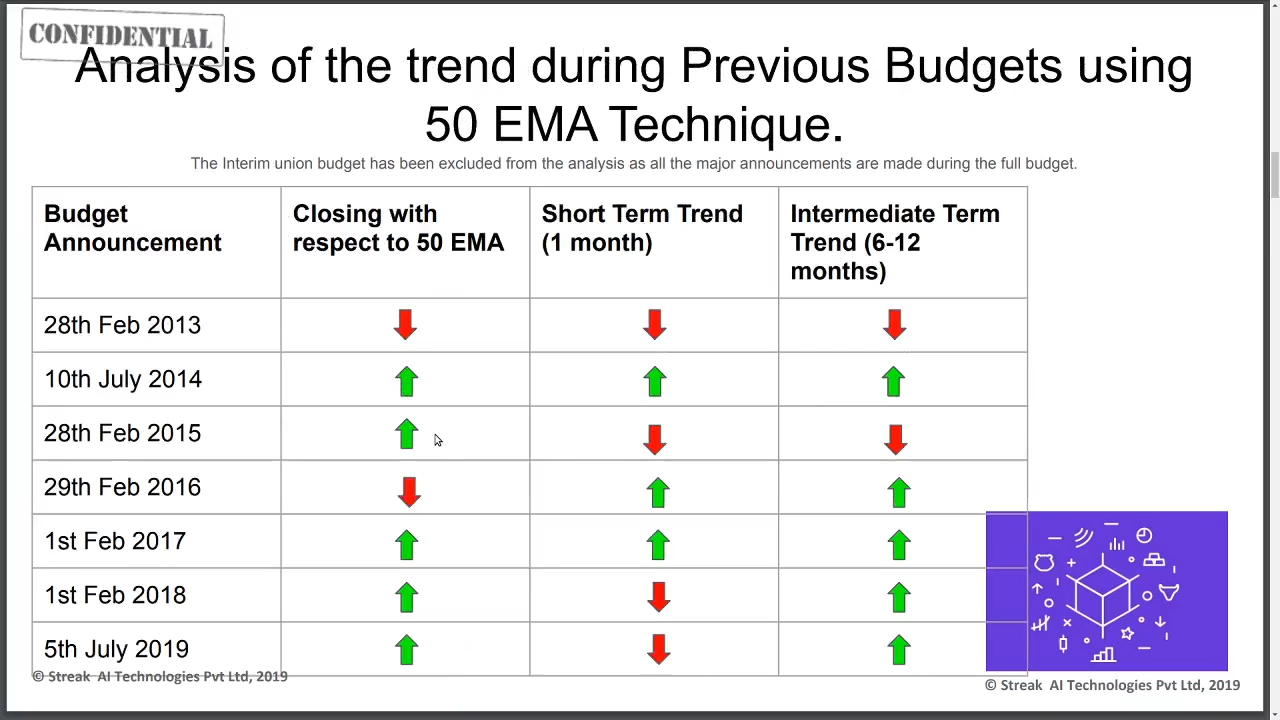 CONFIDENTIAL
Analysis of the trend during Previous Budgets using
50 EMA Technique.
The Interim union budget has been excluded from the analysis as all the major announcements are made during the full budget.
Budget
Announcement
Closing with
respect to 50 EMA
Short Term Trend
(1 month)
Intermediate Term
Trend (6-12
months)
28th Feb 2013
10th July 2014
28th Feb 2015
29th Feb 2016
1st Feb 2017
1st Feb 2018
5th July 2019
© Streak AI Technologies Pvt Ltd, 2019
© Streak AI Technologies Pvt Ltd, 2019